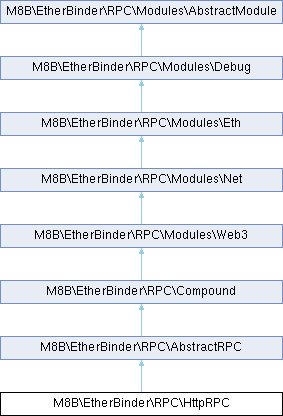 M8B\EtherBinder\RPC\Modules\AbstractModule
M8B\EtherBinder\RPC\Modules\Debug
M8B\EtherBinder\RPC\Modules\Eth
M8B\EtherBinder\RPC\Modules\Net
M8B\EtherBinder\RPC\Modules\Web3
M8B\EtherBinder\RPC\Compound
M8B\EtherBinder\RPC\AbstractRPC
M8B\EtherBinder\RPC\HttpRPC